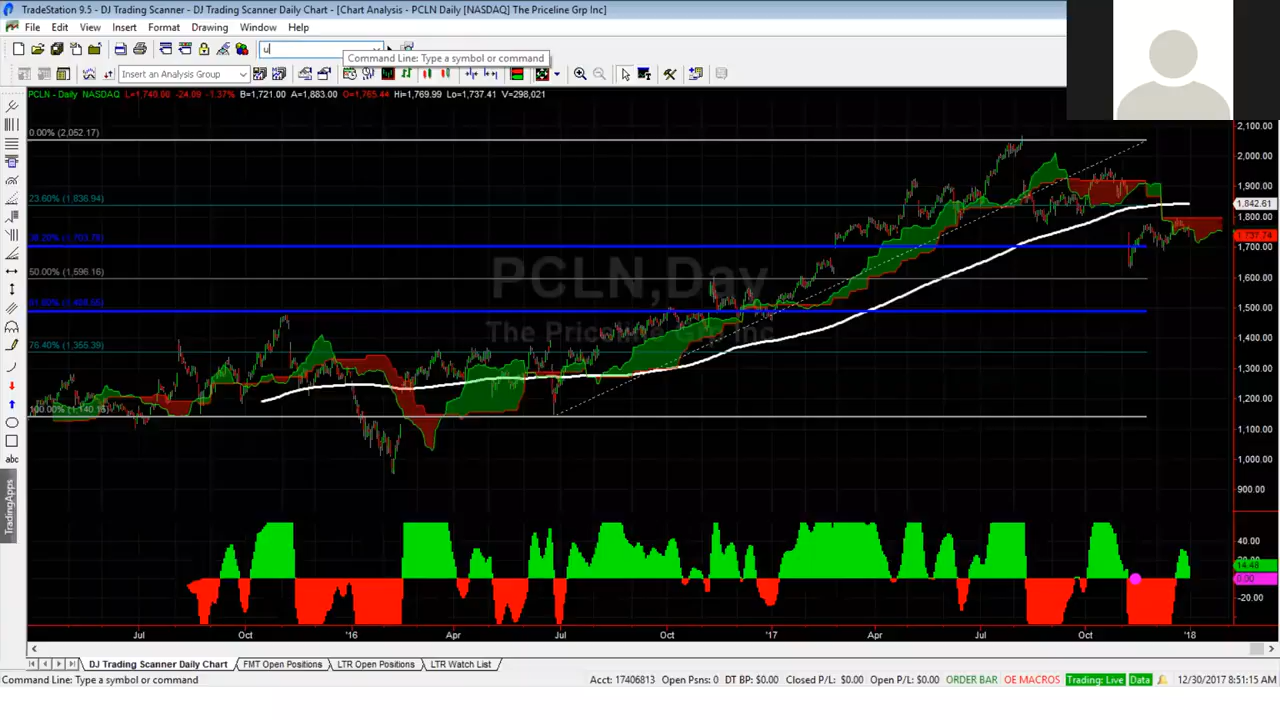 TradeStation 9.5 - DJ Trading Scanner - DJ Trading Scanner Daily Chart - [Chart Analysis - PCLN Daily [NASDAQ] The Priceline Grp Inc]
File Edit View Insert Format Drawing Window Help
u
Command Line: Type a symbol or command
Insert an Analysis Group
PCLN - Daily NASDAQ L=1,740.00 -24.09 -1.37% B=1,721.00 A=1,883.00 O=1,765.44 Hi=1,769.99 Lo=1,737.41 V=298,021
0.00% (2,052.17)
23.60% (1,836.94)
50.00% (1,596.16)
76.40% (1,355.39)
PCLN,Day
The Priceline Grp Inc
2,100.00
2,000.00
1,900.00
1,842.61
1,800.00
1,737.74
1,700.00
1,600.00
1,500.00
1,400.00
1,300.00
1,200.00
1,100.00
1,000.00
900.00
40.00
14.48
0.00
-20.00
Jul Oct '16 Apr Jul Oct '17 Apr Jul Oct '18
TradingApps
abc
DJ Trading Scanner Daily Chart FMT Open Positions LTR Open Positions LTR Watch List
Command Line: Type a symbol or command Acct: 17406813 Open Psns: 0 DT BP: $0.00 Closed P/L: $0.00 Open P/L: $0.00 ORDER BAR OE MACROS Trading: Live Data 12/30/2017 8:51:15 AM